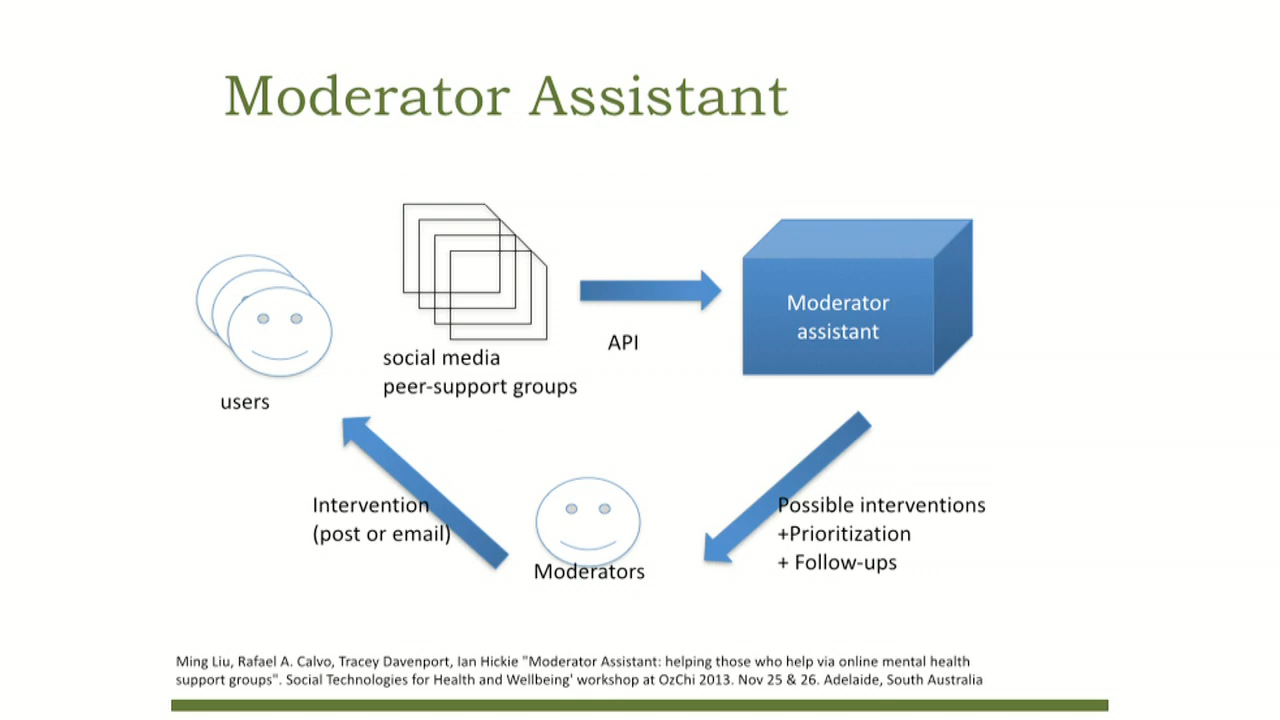 Moderator Assistant
Moderator
assistant
API
social media
peer-support groups
users
Intervention
(post or email)
Possible interventions
+Prioritization
+ Follow-ups
Moderators
Ming Liu, Rafael A. Calvo, Tracey Davenport, Ian Hickie "Moderator Assistant: helping those who help via online mental health
support groups". Social Technologies for Health and Wellbeing' workshop at OzChi 2013. Nov 25 & 26. Adelaide, South Australia